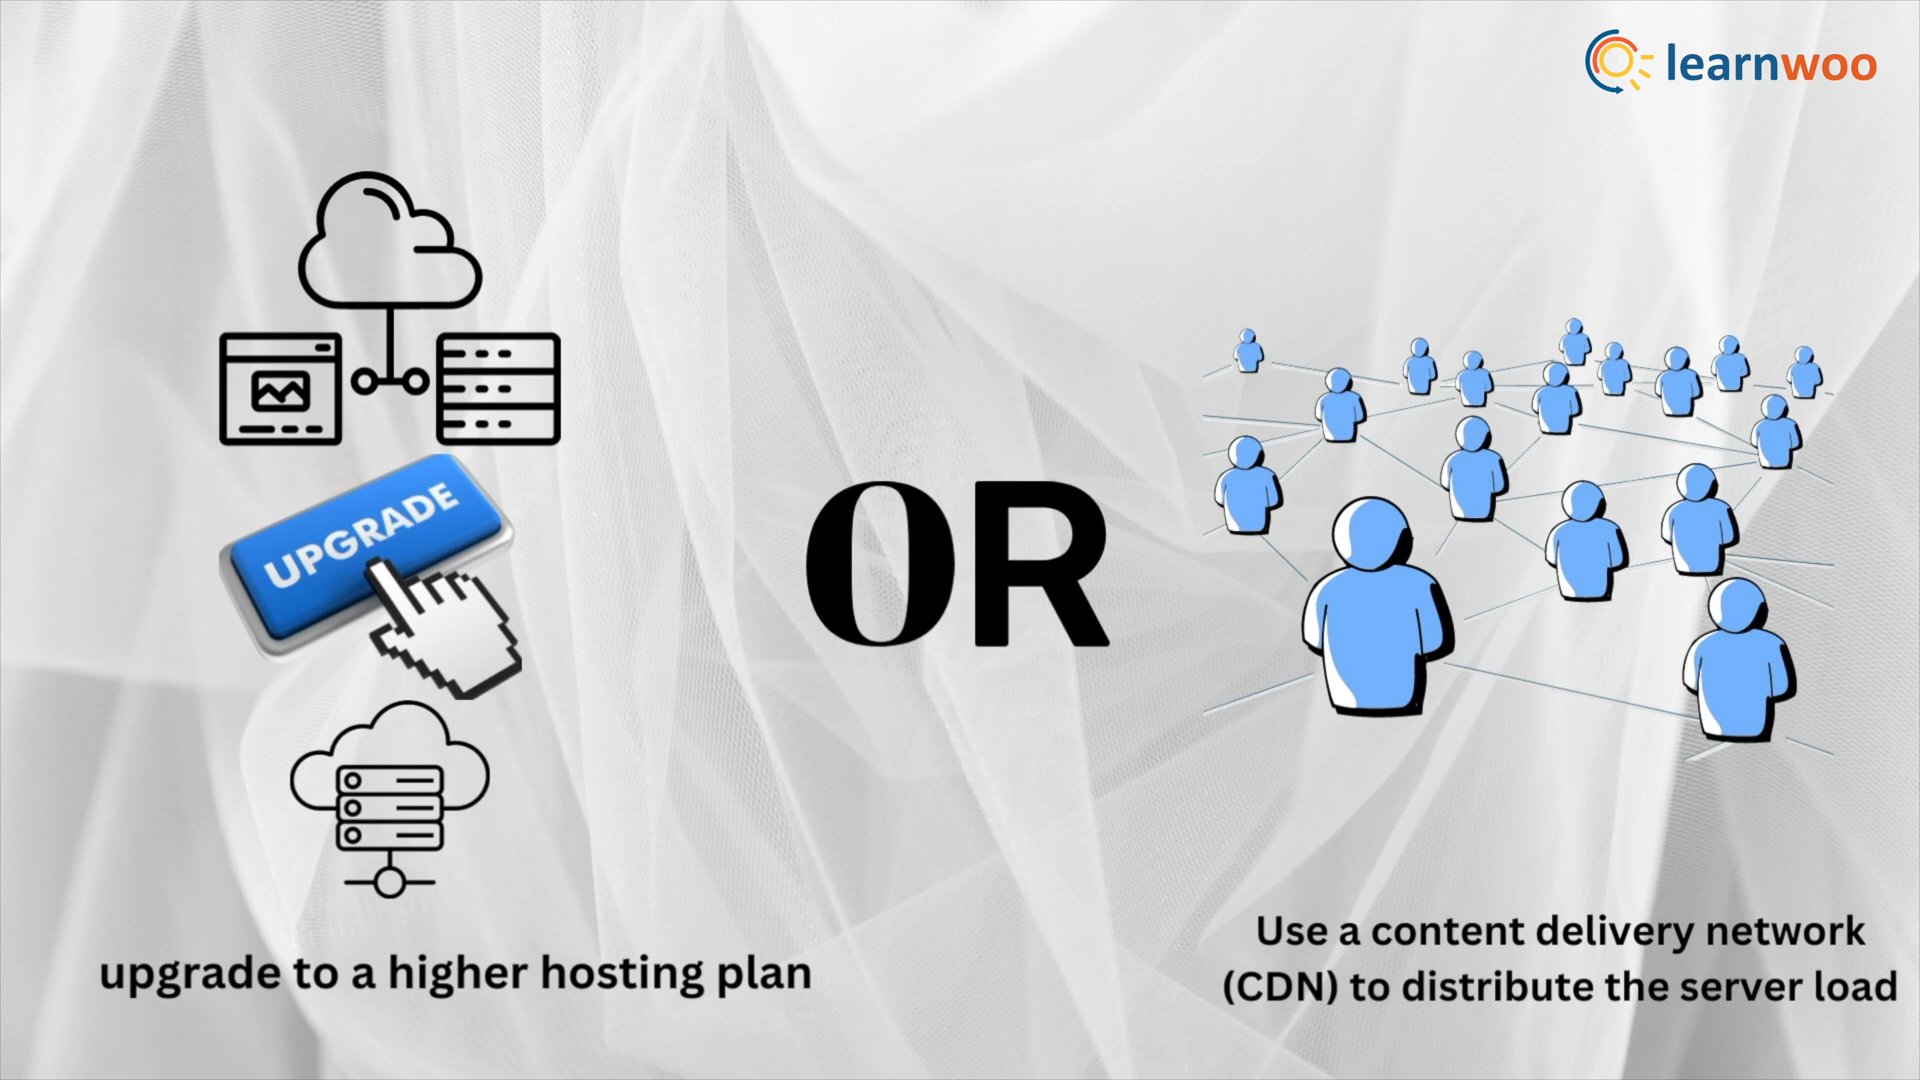 learnwoo
UPGRADE
OR
upgrade to a higher hosting plan
Use a content delivery network
(CDN) to distribute the server load